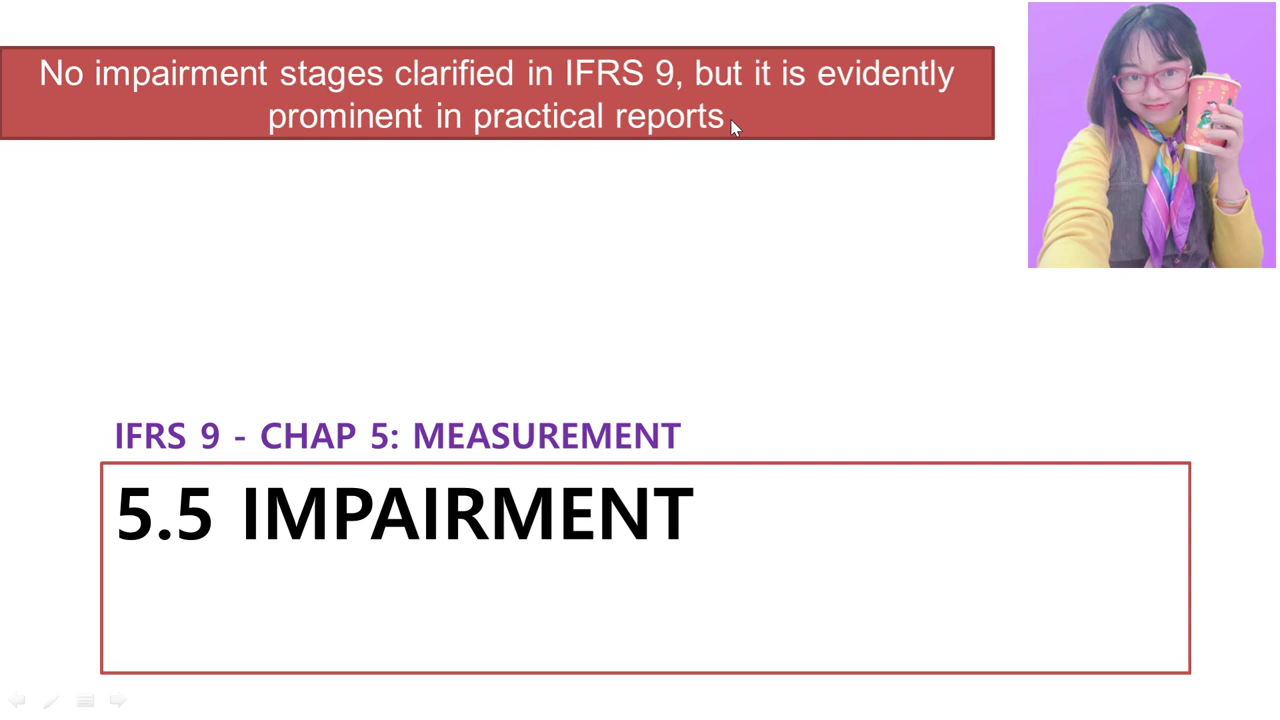 No impairment stages clarified in IFRS 9, but it is evidently
prominent in practical reports
IFRS 9 - CHAP 5: MEASUREMENT
5.5 IMPAIRMENT